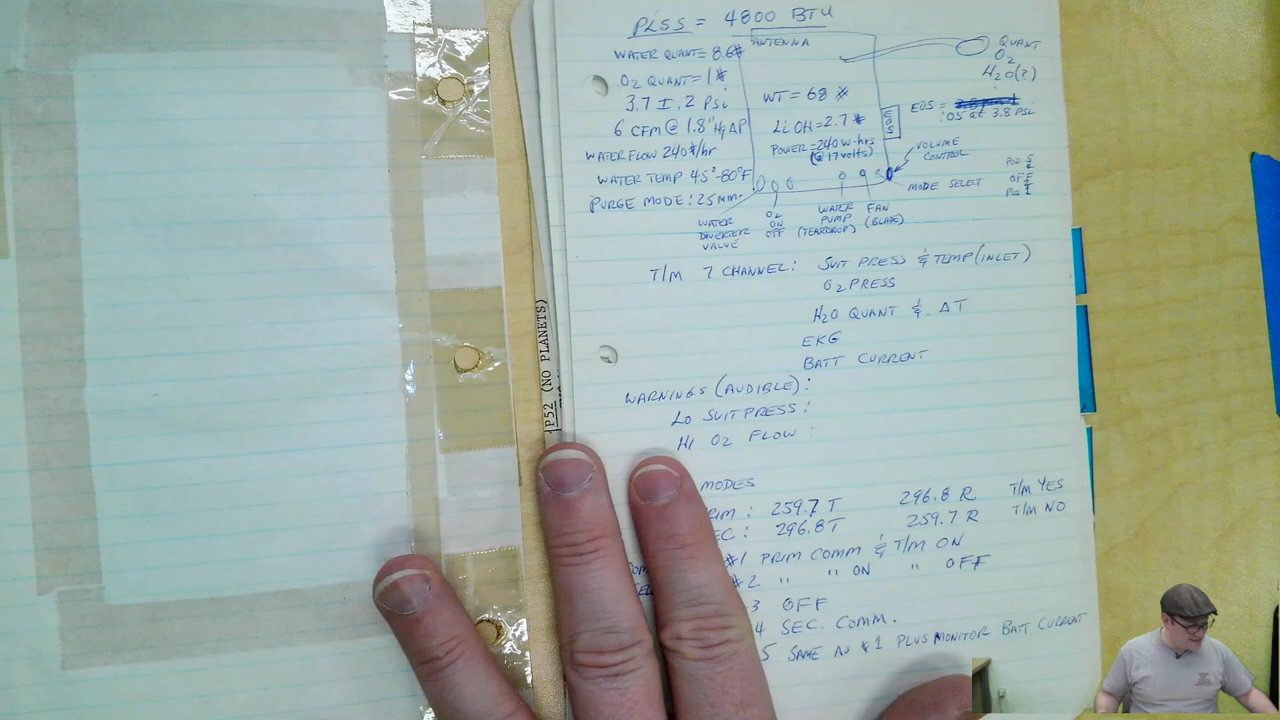 PLSS = 4800 BTU
WATER QUANT = 8.6#
ANTENNA
QUANT
O2
H2O(?)
O2 QUANT = 1#
3.7 ± .2 PSI
WT = 68 #
EOS
EOS =
.05 at 3.8 PSI
6 CFM @ 1.8" Hg ΔP
LiOH = 2.7 #
WATER FLOW 240#/hr
POWER = 240 W-hrs
(@ 17 volts)
VOLUME
CONTROL
WATER TEMP 45°-80°F
MODE SELECT
OFF
PURGE MODE: 25 min.
WATER
DIVERTER
VALVE
O2
ON
OFF
WATER
PUMP
(TEARDROP)
FAN
(BLADE)
T/M 7 CHANNEL: SUIT PRESS & TEMP (INLET)
O2 PRESS
H2O QUANT & ΔT
EKG
BATT CURRENT
WARNINGS (AUDIBLE):
LO SUIT PRESS:
HI O2 FLOW:
MODES
RIM: 259.7 T 296.8 R T/M YES
EC: 296.8 T 259.7 R T/M NO
#1 PRIM COMM & T/M ON
#2 " " ON " OFF
3 OFF
4 SEC. COMM.
5 SAME AS #1 PLUS MONITOR BATT CURRENT
P52 (NO PLANETS)